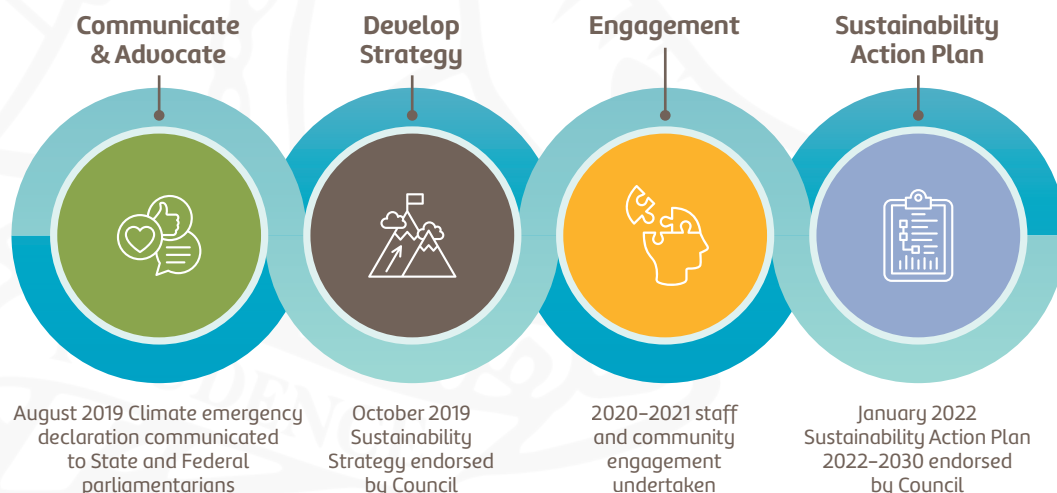 Communicate
& Advocate
Develop
Strategy
Engagement
Sustainability
Action Plan
August 2019 Climate emergency
declaration communicated
to State and Federal
parliamentarians
October 2019
Sustainability
Strategy endorsed
by Council
2020–2021 staff
and community
engagement
undertaken
January 2022
Sustainability Action Plan
2022–2030 endorsed
by Council